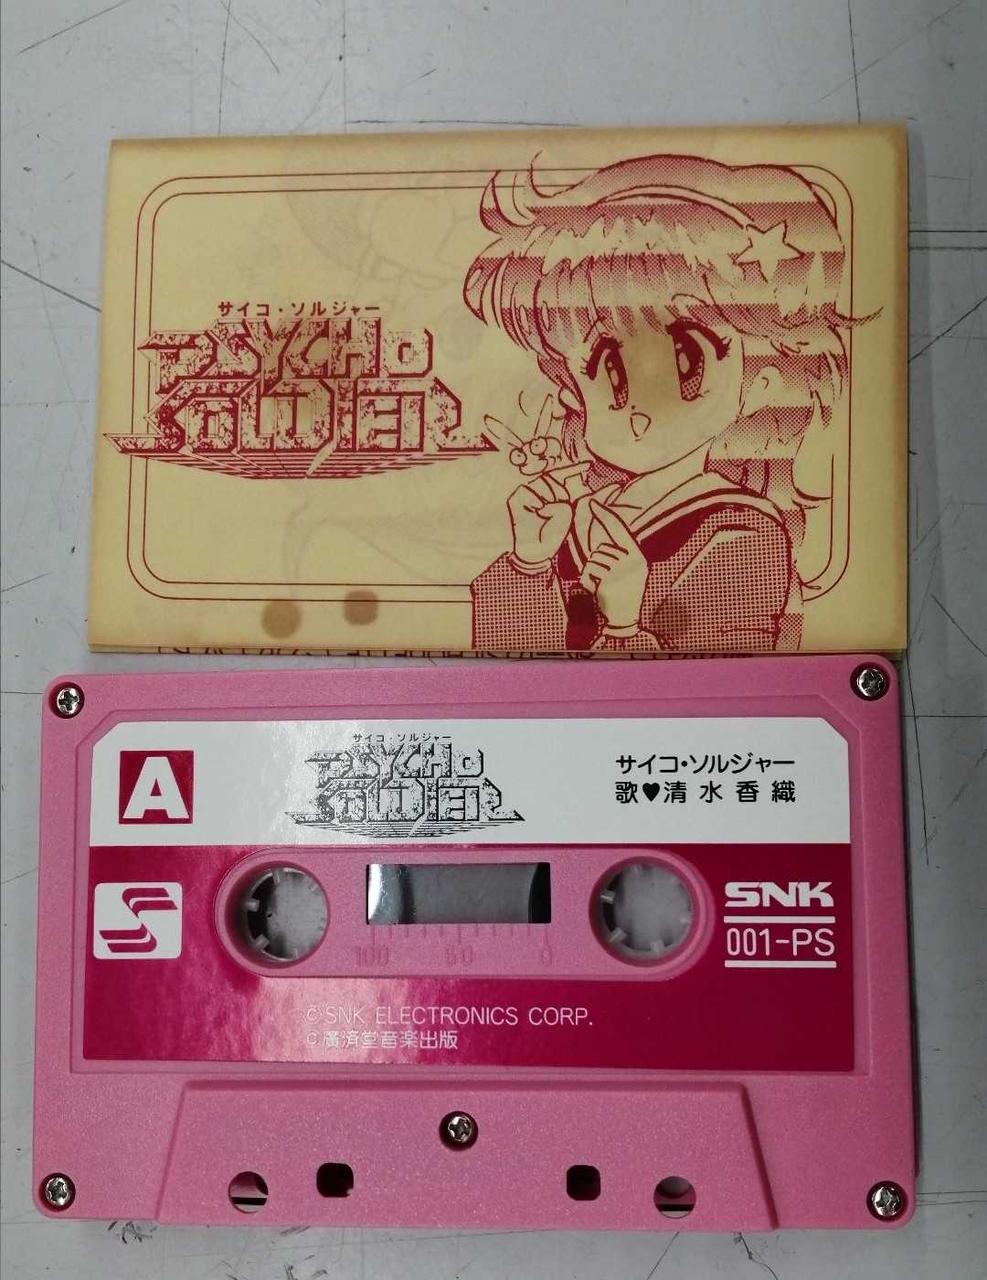 サイコ・ソルジャー
PSYCHO
SOLDIER
A
サイコ・ソルジャー
PSYCHO
SOLDIER
サイコ・ソルジャー
歌♥清水香織
S
SNK
001-PS
100 50 0
©SNK ELECTRONICS CORP.
©廣済堂音楽出版